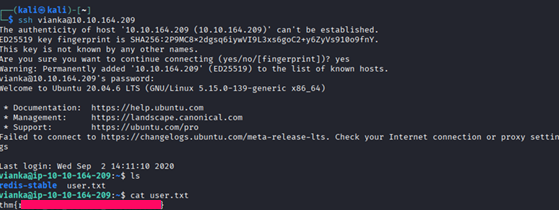 (kali㉿kali)-[~]
$ ssh vianka@10.10.164.209
The authenticity of host '10.10.164.209 (10.10.164.209)' can't be established.
ED25519 key fingerprint is SHA256:2P9MC8+2dgsq6iywVI9L3xs6goC2+y6ZyVs910o9fnY.
This key is not known by any other names.
Are you sure you want to continue connecting (yes/no/[fingerprint])? yes
Warning: Permanently added '10.10.164.209' (ED25519) to the list of known hosts.
vianka@10.10.164.209's password:
Welcome to Ubuntu 20.04.6 LTS (GNU/Linux 5.15.0-139-generic x86_64)
* Documentation: https://help.ubuntu.com
* Management: https://landscape.canonical.com
* Support: https://ubuntu.com/pro
Failed to connect to https://changelogs.ubuntu.com/meta-release-lts. Check your Internet connection or proxy settin
gs
Last login: Wed Sep 2 14:11:10 2020
vianka@ip-10-10-164-209:~$ ls
redis-stable user.txt
vianka@ip-10-10-164-209:~$ cat user.txt
thm{r }